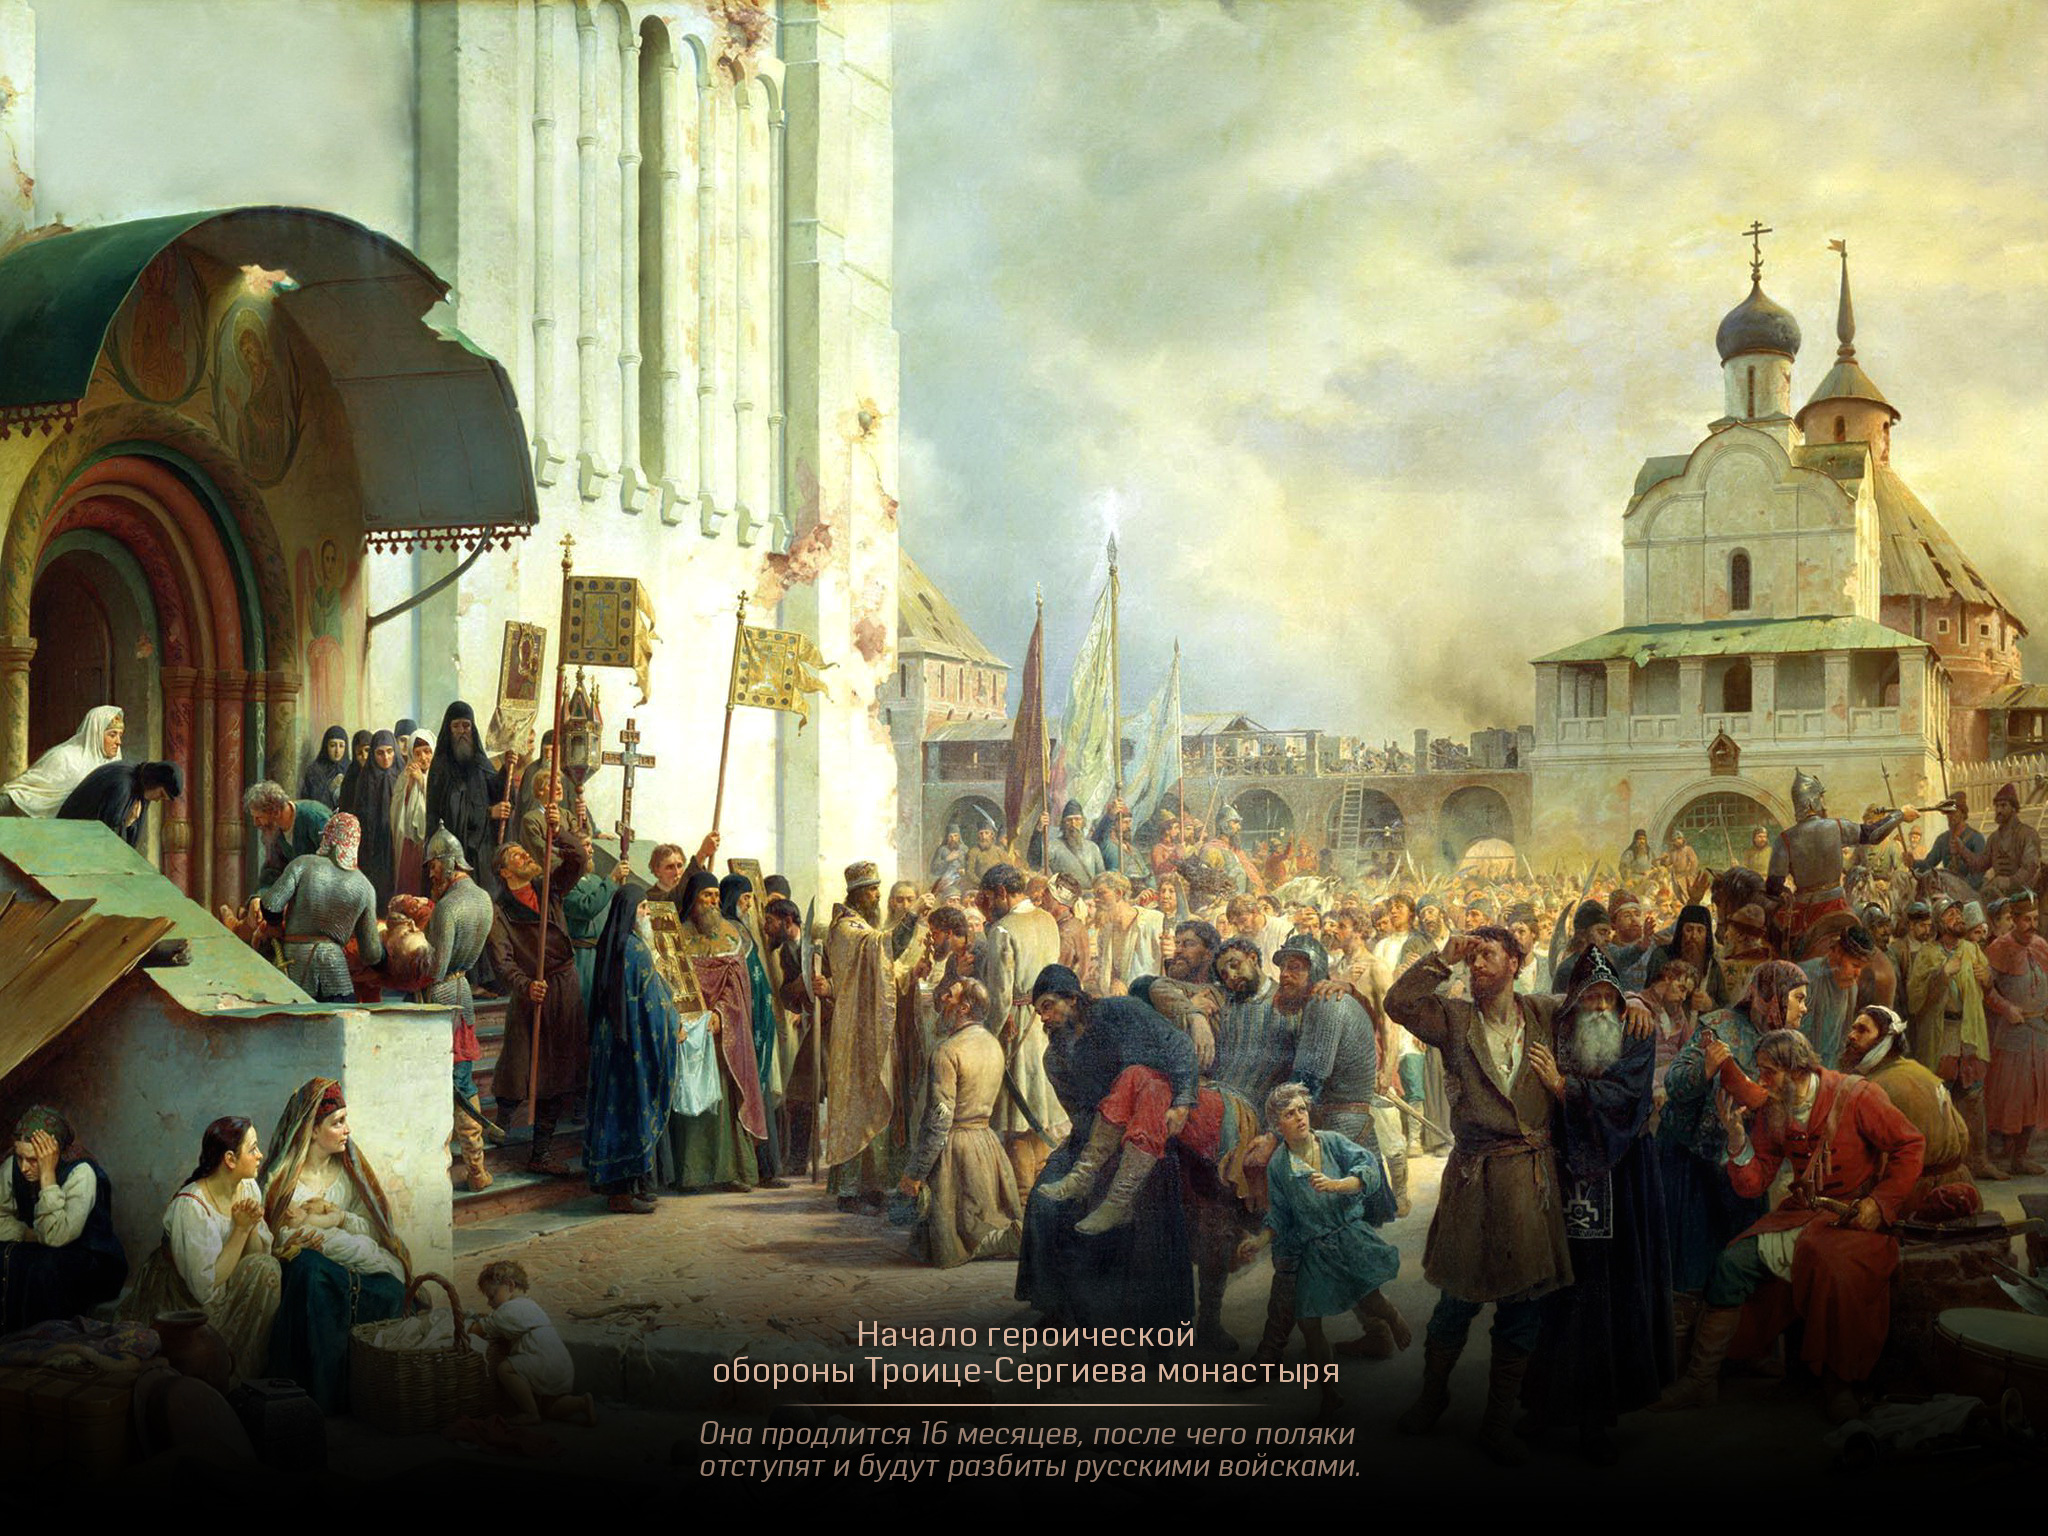 Начало героической
обороны Троице-Сергиева монастыря
Она продлится 16 месяцев, после чего поляки
отступят и будут разбиты русскими войсками.